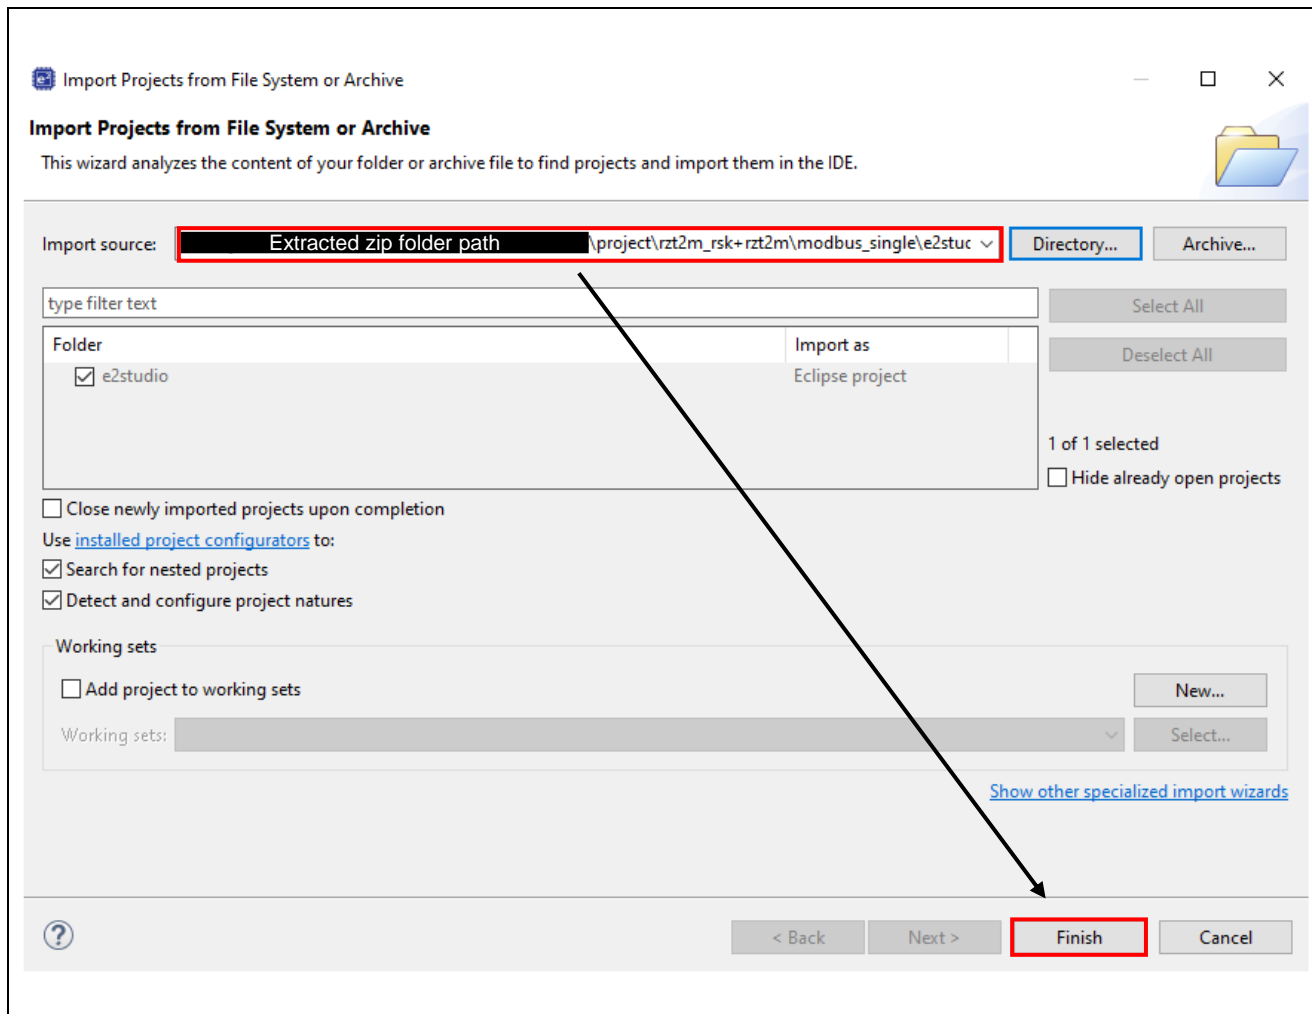 Import Projects from File System or Archive
Import Projects from File System or Archive
This wizard analyzes the content of your folder or archive file to find projects and import them in the IDE.
Import source: Extracted zip folder path \project\rzt2m_rsk+rzt2m\modbus_single\e2stuc Directory... Archive...
type filter text Select All
Folder Import as Deselect All
e2studio Eclipse project
1 of 1 selected
Hide already open projects
Close newly imported projects upon completion
Use installed project configurators to:
Search for nested projects
Detect and configure project natures
Working sets
Add project to working sets New...
Working sets: Select...
Show other specialized import wizards
? < Back Next > Finish Cancel